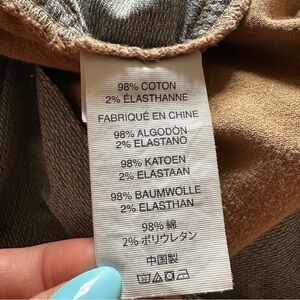 98% COTON
2% ÉLASTHANNE
FABRIQUÉ EN CHINE
98% ALGODÓN
2% ELASTANO
98% KATOEN
2% ELASTAAN
98% BAUMWOLLE
2% ELASTHAN
98% 綿
2% ポリウレタン
中国製